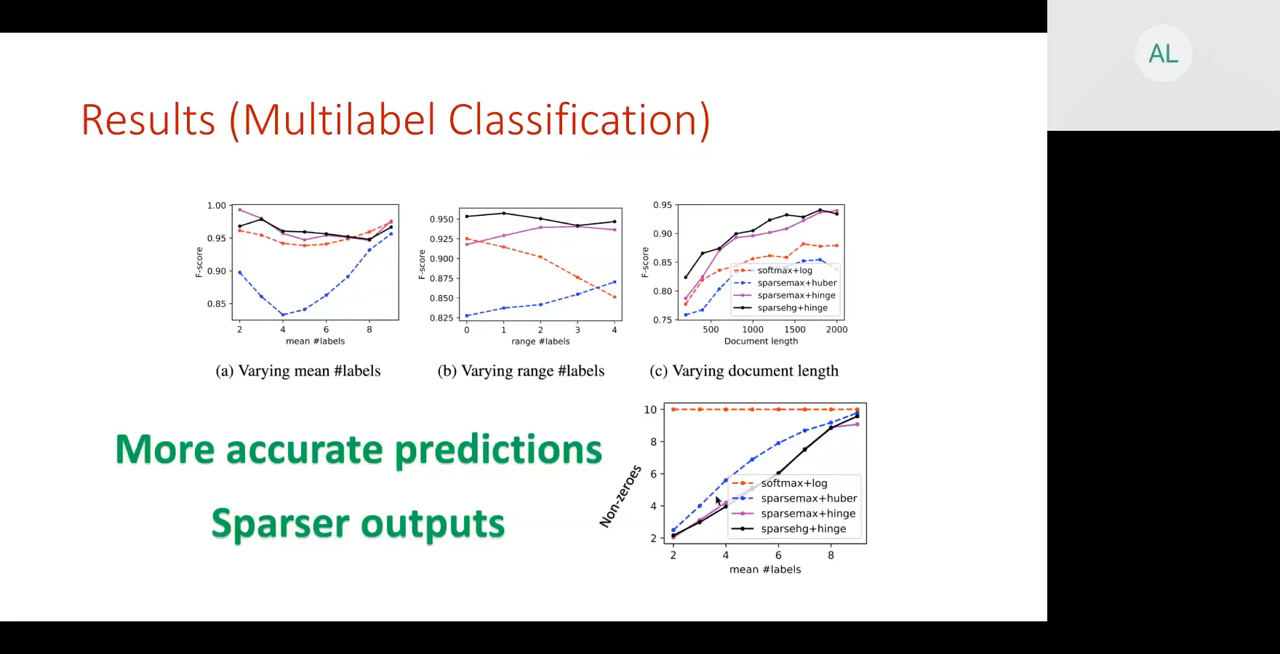 AL
Results (Multilabel Classification)
1.00
0.95
0.90
0.85
F-score
2 4 6 8
mean #labels
(a) Varying mean #labels
0.950
0.925
0.900
0.875
0.850
0.825
F-score
0 1 2 3 4
range #labels
(b) Varying range #labels
0.95
0.90
0.85
0.80
0.75
F-score
softmax+log
sparsemax+huber
sparsemax+hinge
sparsehg+hinge
500 1000 1500 2000
Document length
(c) Varying document length
More accurate predictions
Sparser outputs
10
8
6
4
2
Non-zeroes
softmax+log
sparsemax+huber
sparsemax+hinge
sparsehg+hinge
2 4 6 8
mean #labels